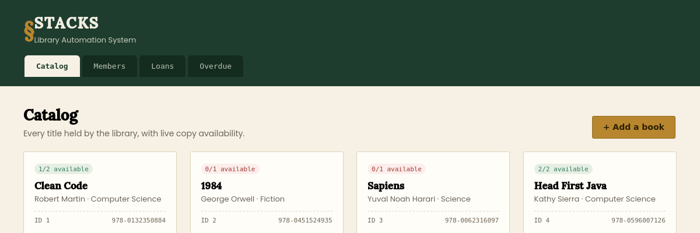 § STACKS
Library Automation System
Catalog Members Loans Overdue
Catalog
Every title held by the library, with live copy availability.
+ Add a book
1/2 available
Clean Code
Robert Martin · Computer Science
ID 1 978-0132350884
0/1 available
1984
George Orwell · Fiction
ID 2 978-0451524935
0/1 available
Sapiens
Yuval Noah Harari · Science
ID 3 978-0062316097
2/2 available
Head First Java
Kathy Sierra · Computer Science
ID 4 978-0596007126